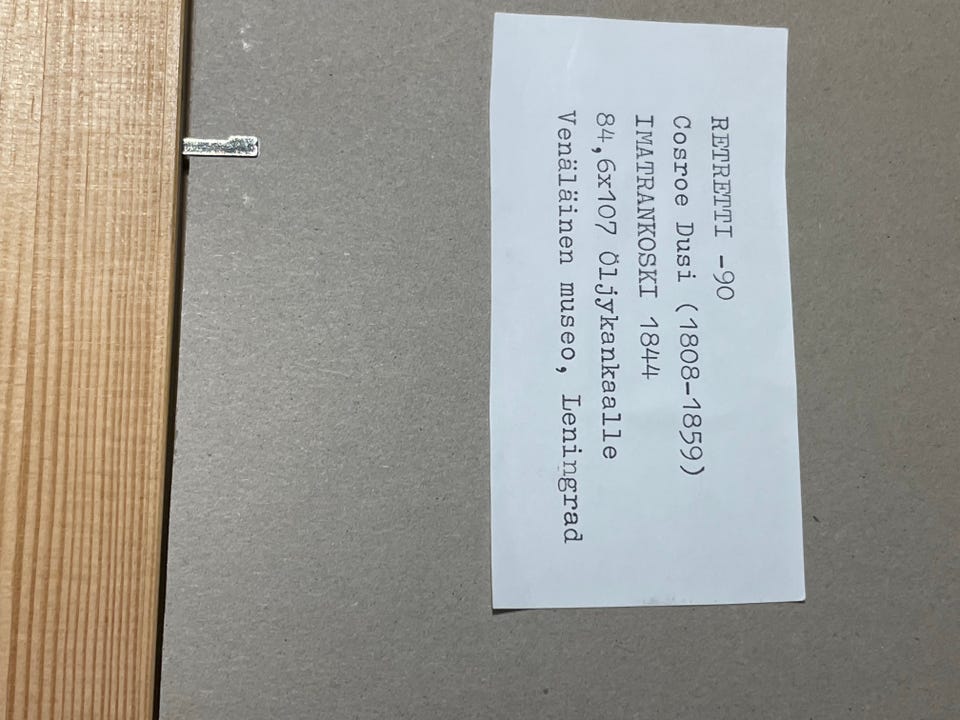 RETRETTI -90
Cosroe Dusi (1808-1859)
IMATRANKOSKI 1844
84,6x107 Öljykankaalle
Venäläinen museo, Leningrad